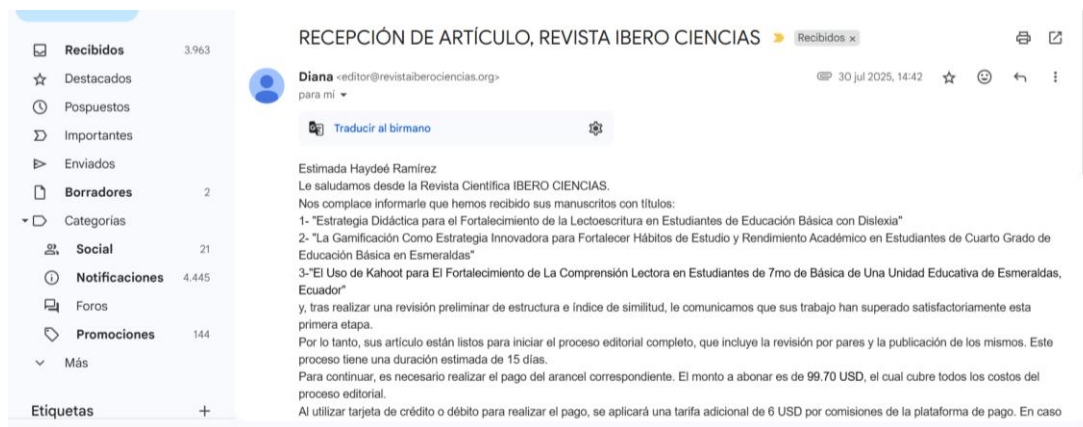 Recibidos 3.963
Destacados
Pospuestos
Importantes
Enviados
Borradores 2
Categorías
Social 21
Notificaciones 4.445
Foros
Promociones 144
Más
Etiquetas +
RECEPCIÓN DE ARTÍCULO, REVISTA IBERO CIENCIAS Recibidos x
Diana <editor@revistaiberociencias.org> 30 jul 2025, 14:42
para mí
Traducir al birmano
Estimada Haydeé Ramírez
Le saludamos desde la Revista Científica IBERO CIENCIAS.
Nos complace informarle que hemos recibido sus manuscritos con títulos:
1- "Estrategia Didáctica para el Fortalecimiento de la Lectoescritura en Estudiantes de Educación Básica con Dislexia"
2- "La Gamificación Como Estrategia Innovadora para Fortalecer Hábitos de Estudio y Rendimiento Académico en Estudiantes de Cuarto Grado de
Educación Básica en Esmeraldas"
3-"El Uso de Kahoot para El Fortalecimiento de La Comprensión Lectora en Estudiantes de 7mo de Básica de Una Unidad Educativa de Esmeraldas,
Ecuador"
y, tras realizar una revisión preliminar de estructura e índice de similitud, le comunicamos que sus trabajo han superado satisfactoriamente esta
primera etapa.
Por lo tanto, sus artículo están listos para iniciar el proceso editorial completo, que incluye la revisión por pares y la publicación de los mismos. Este
proceso tiene una duración estimada de 15 días.
Para continuar, es necesario realizar el pago del arancel correspondiente. El monto a abonar es de 99.70 USD, el cual cubre todos los costos del
proceso editorial.
Al utilizar tarjeta de crédito o débito para realizar el pago, se aplicará una tarifa adicional de 6 USD por comisiones de la plataforma de pago. En caso